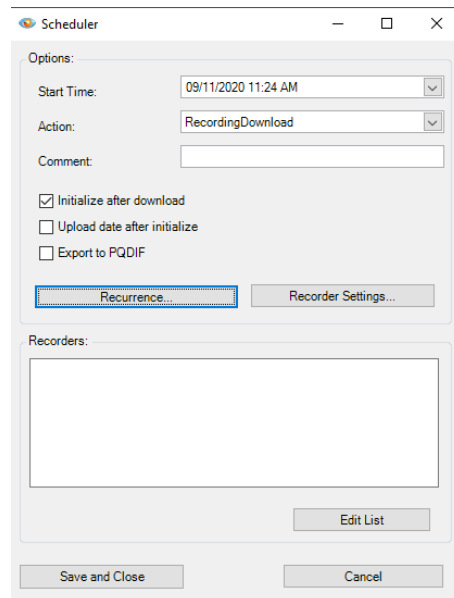 Scheduler
Options:
Start Time: 09/11/2020 11:24 AM
Action: RecordingDownload
Comment:
Initialize after download
Upload date after initialize
Export to PQDIF
Recurrence... Recorder Settings...
Recorders:
Edit List
Save and Close Cancel